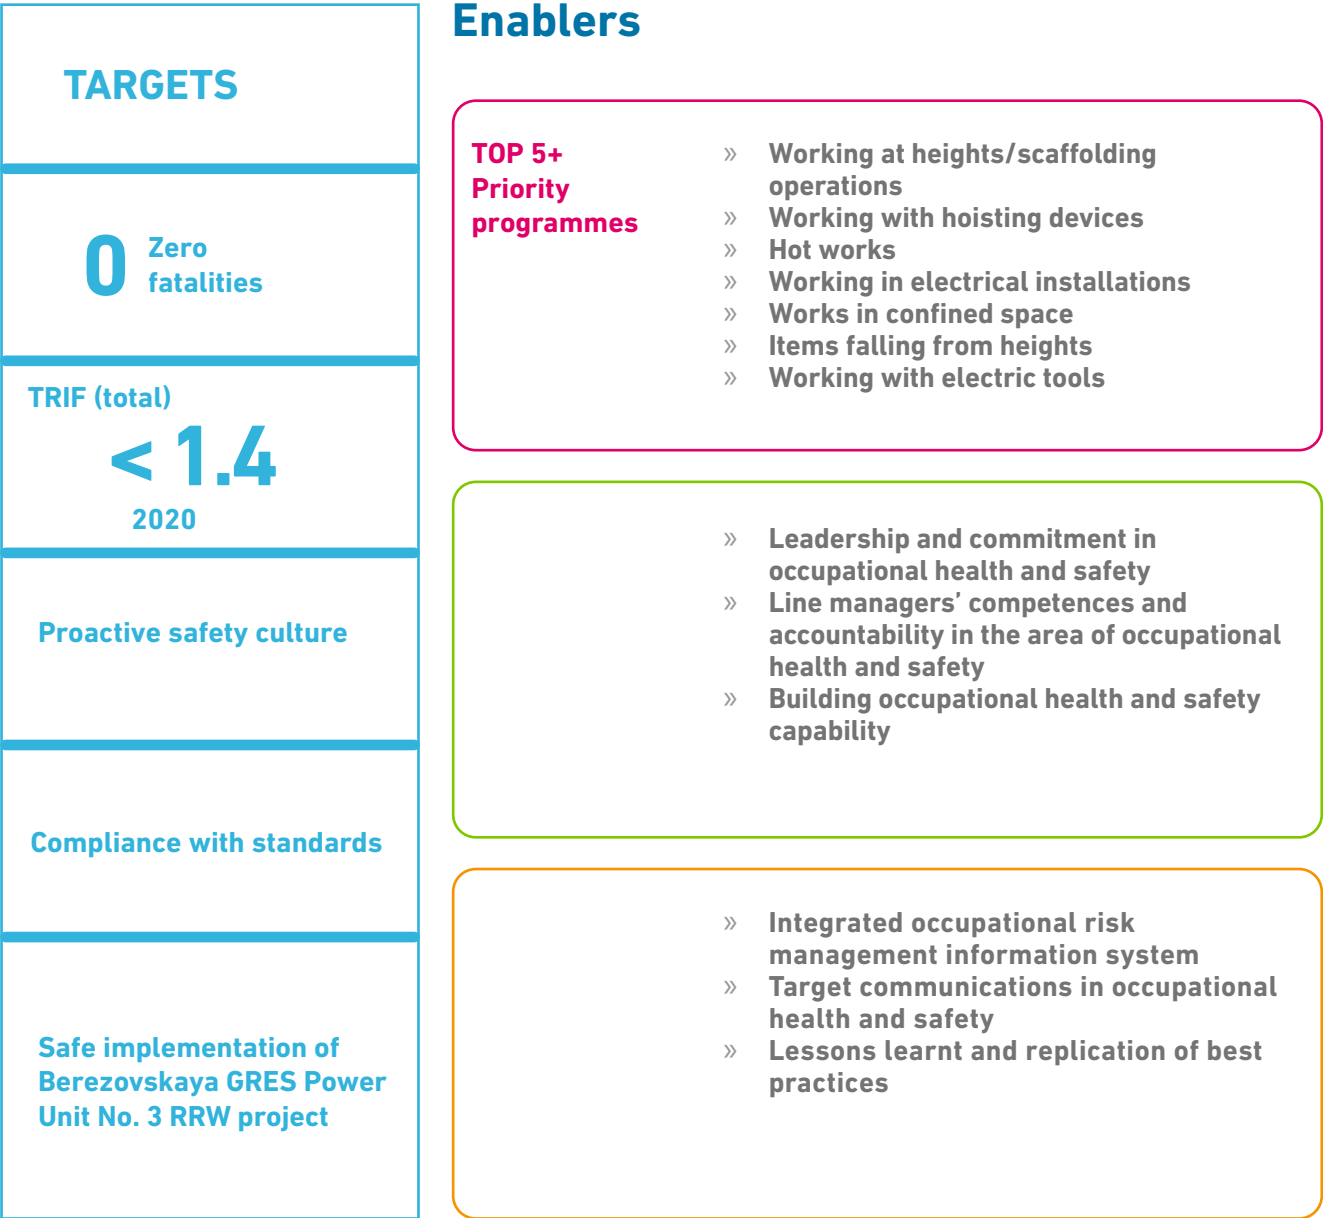 TARGETS
0
Zero
fatalities
TRIF (total)
< 1.4
2020
Proactive safety culture
Compliance with standards
Safe implementation of
Berezovskaya GRES Power
Unit No. 3 RRW project
Enablers
TOP 5+
Priority
programmes
» Working at heights/scaffolding
operations
» Working with hoisting devices
» Hot works
» Working in electrical installations
» Works in confined space
» Items falling from heights
» Working with electric tools
» Leadership and commitment in
occupational health and safety
» Line managers’ competences and
accountability in the area of occupational
health and safety
» Building occupational health and safety
capability
» Integrated occupational risk
management information system
» Target communications in occupational
health and safety
» Lessons learnt and replication of best
practices